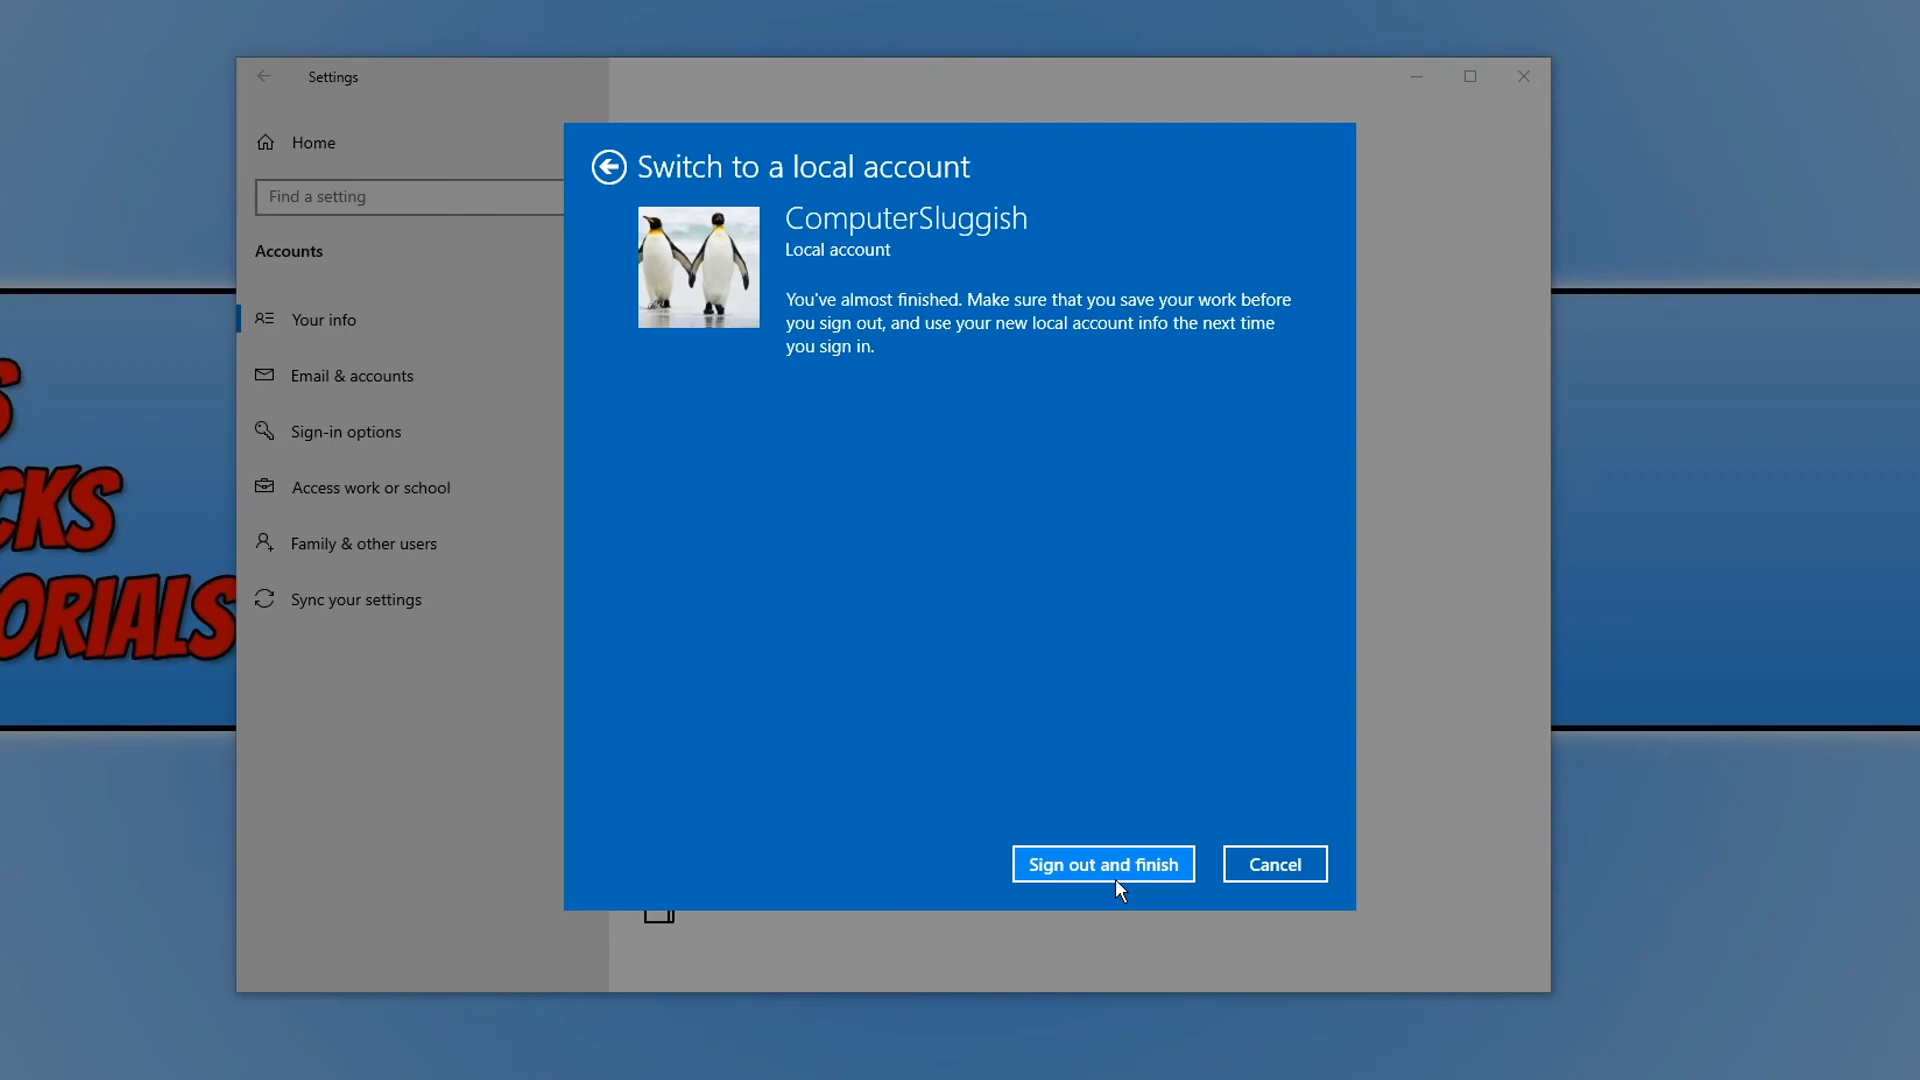 Settings
Home
Find a setting
Accounts
Your info
Email & accounts
Sign-in options
Access work or school
Family & other users
Sync your settings
Switch to a local account
ComputerSluggish
Local account
You've almost finished. Make sure that you save your work before
you sign out, and use your new local account info the next time
you sign in.
Sign out and finish
Cancel
S
CKS
ORIALS